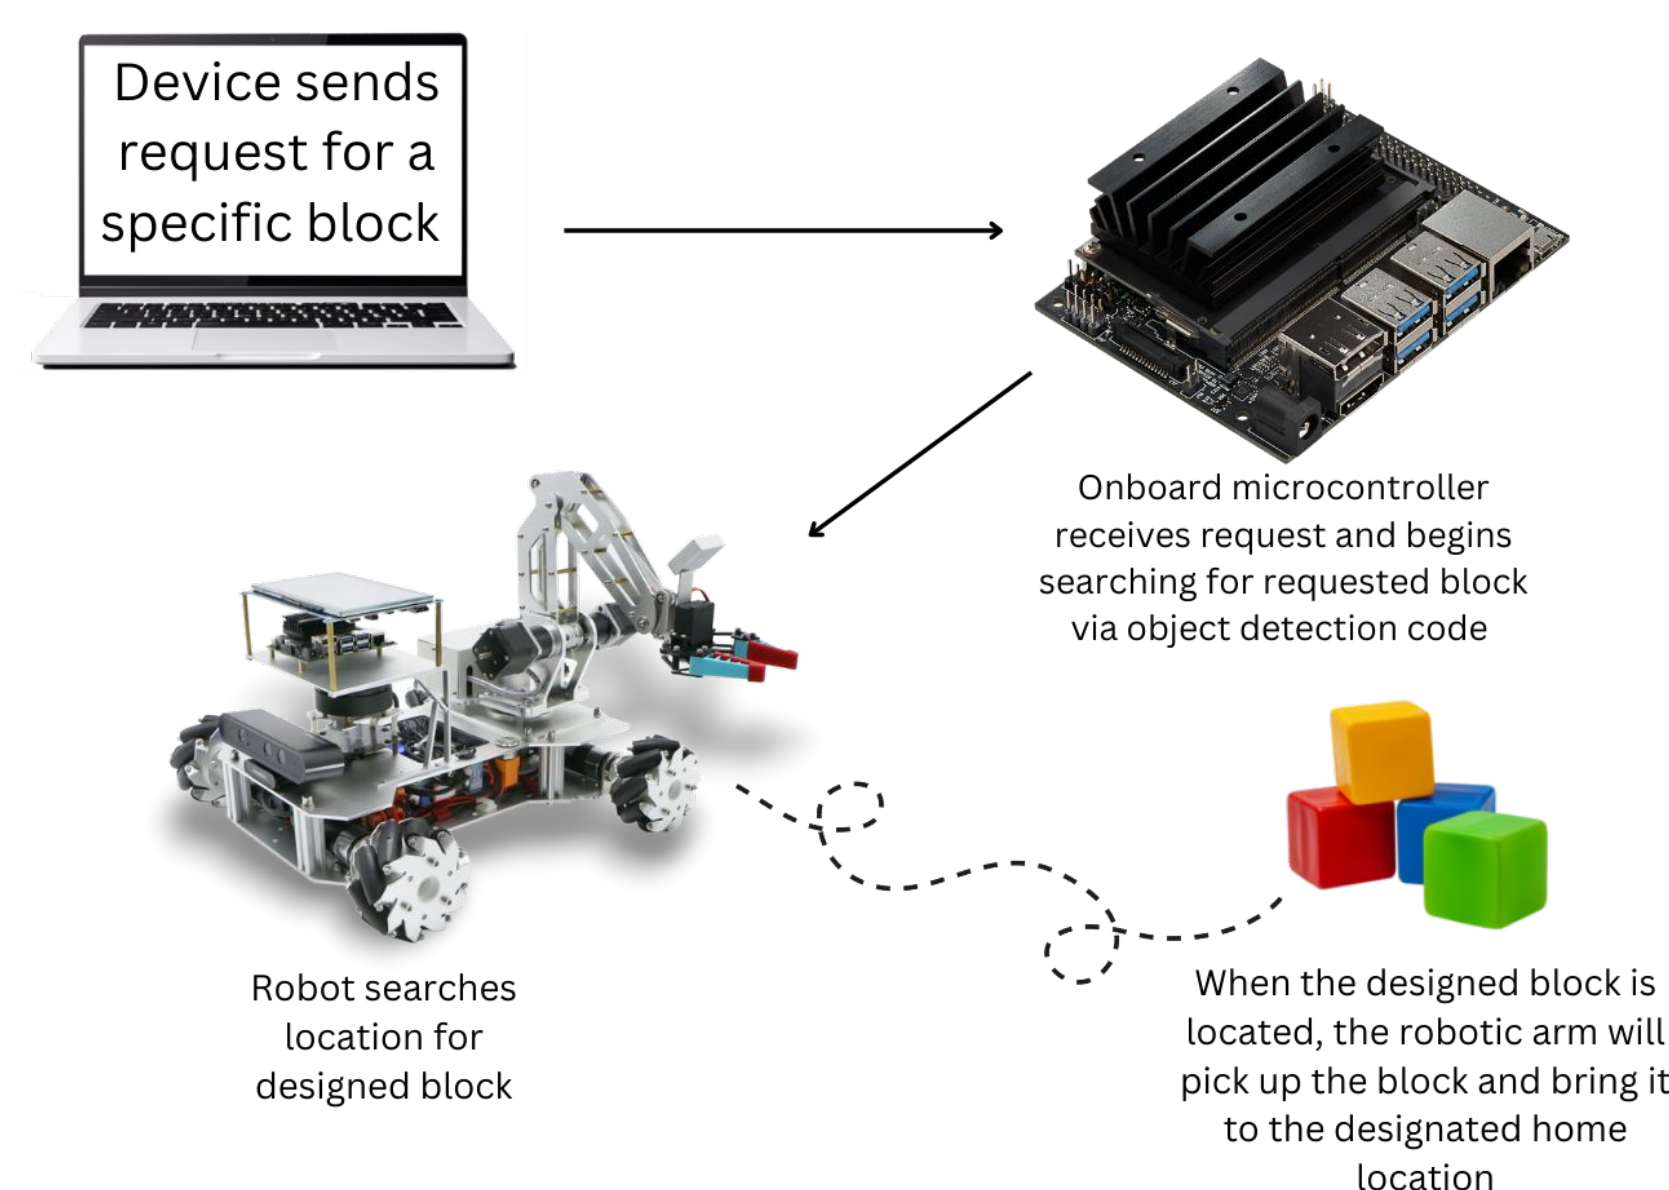 Device sends
request for a
specific block
Onboard microcontroller
receives request and begins
searching for requested block
via object detection code
Robot searches
location for
designed block
When the designed block is
located, the robotic arm will
pick up the block and bring it
to the designated home
location